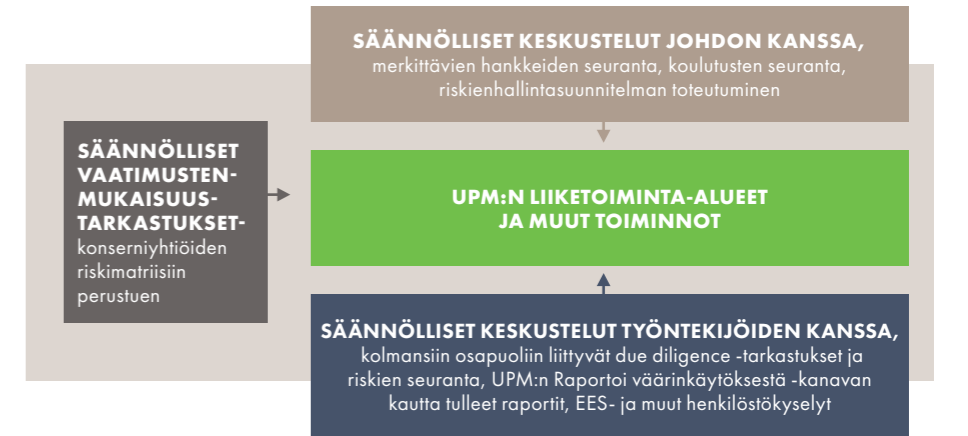 SÄÄNNÖLLISET KESKUSTELUT JOHDON KANSSA,
merkittävien hankkeiden seuranta, koulutusten seuranta,
riskienhallintasuunnitelman toteutuminen
SÄÄNNÖLLISET
VAATIMUSTEN-
MUKAISUUS-
TARKASTUKSET-
konserniyhtiöiden
riskimatriisiin
perustuen
UPM:N LIIKETOIMINTA-ALUEET
JA MUUT TOIMINNOT
SÄÄNNÖLLISET KESKUSTELUT TYÖNTEKIJÖIDEN KANSSA,
kolmansiin osapuoliin liittyvät due diligence -tarkastukset ja
riskien seuranta, UPM:n Raportoi väärinkäytöksestä -kanavan
kautta tulleet raportit, EES- ja muut henkilöstökyselyt